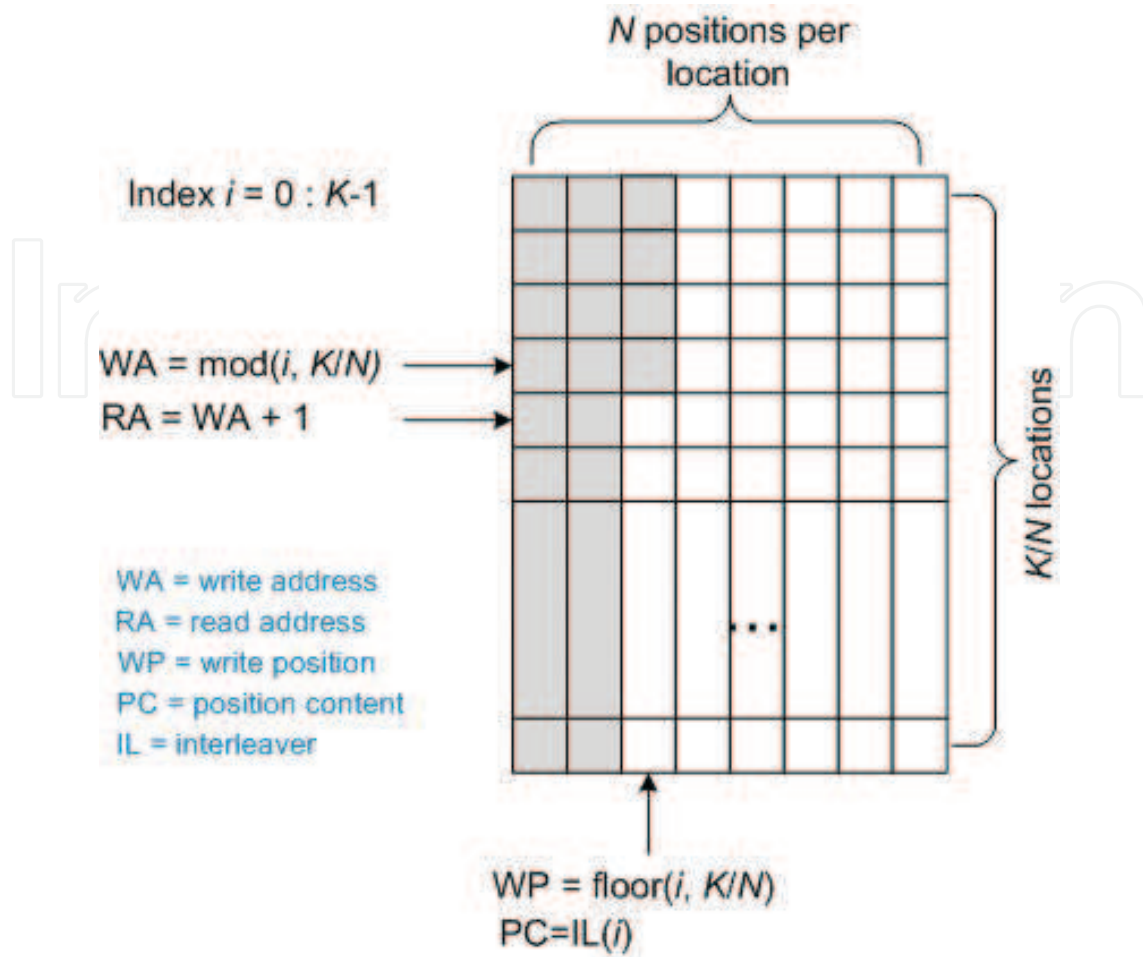 N positions per
location
Index i = 0 : K-1
WA = mod(i, K/N)
RA = WA + 1
K/N locations
WA = write address
RA = read address
WP = write position
PC = position content
IL = interleaver
...
WP = floor(i, K/N)
PC=IL(i)